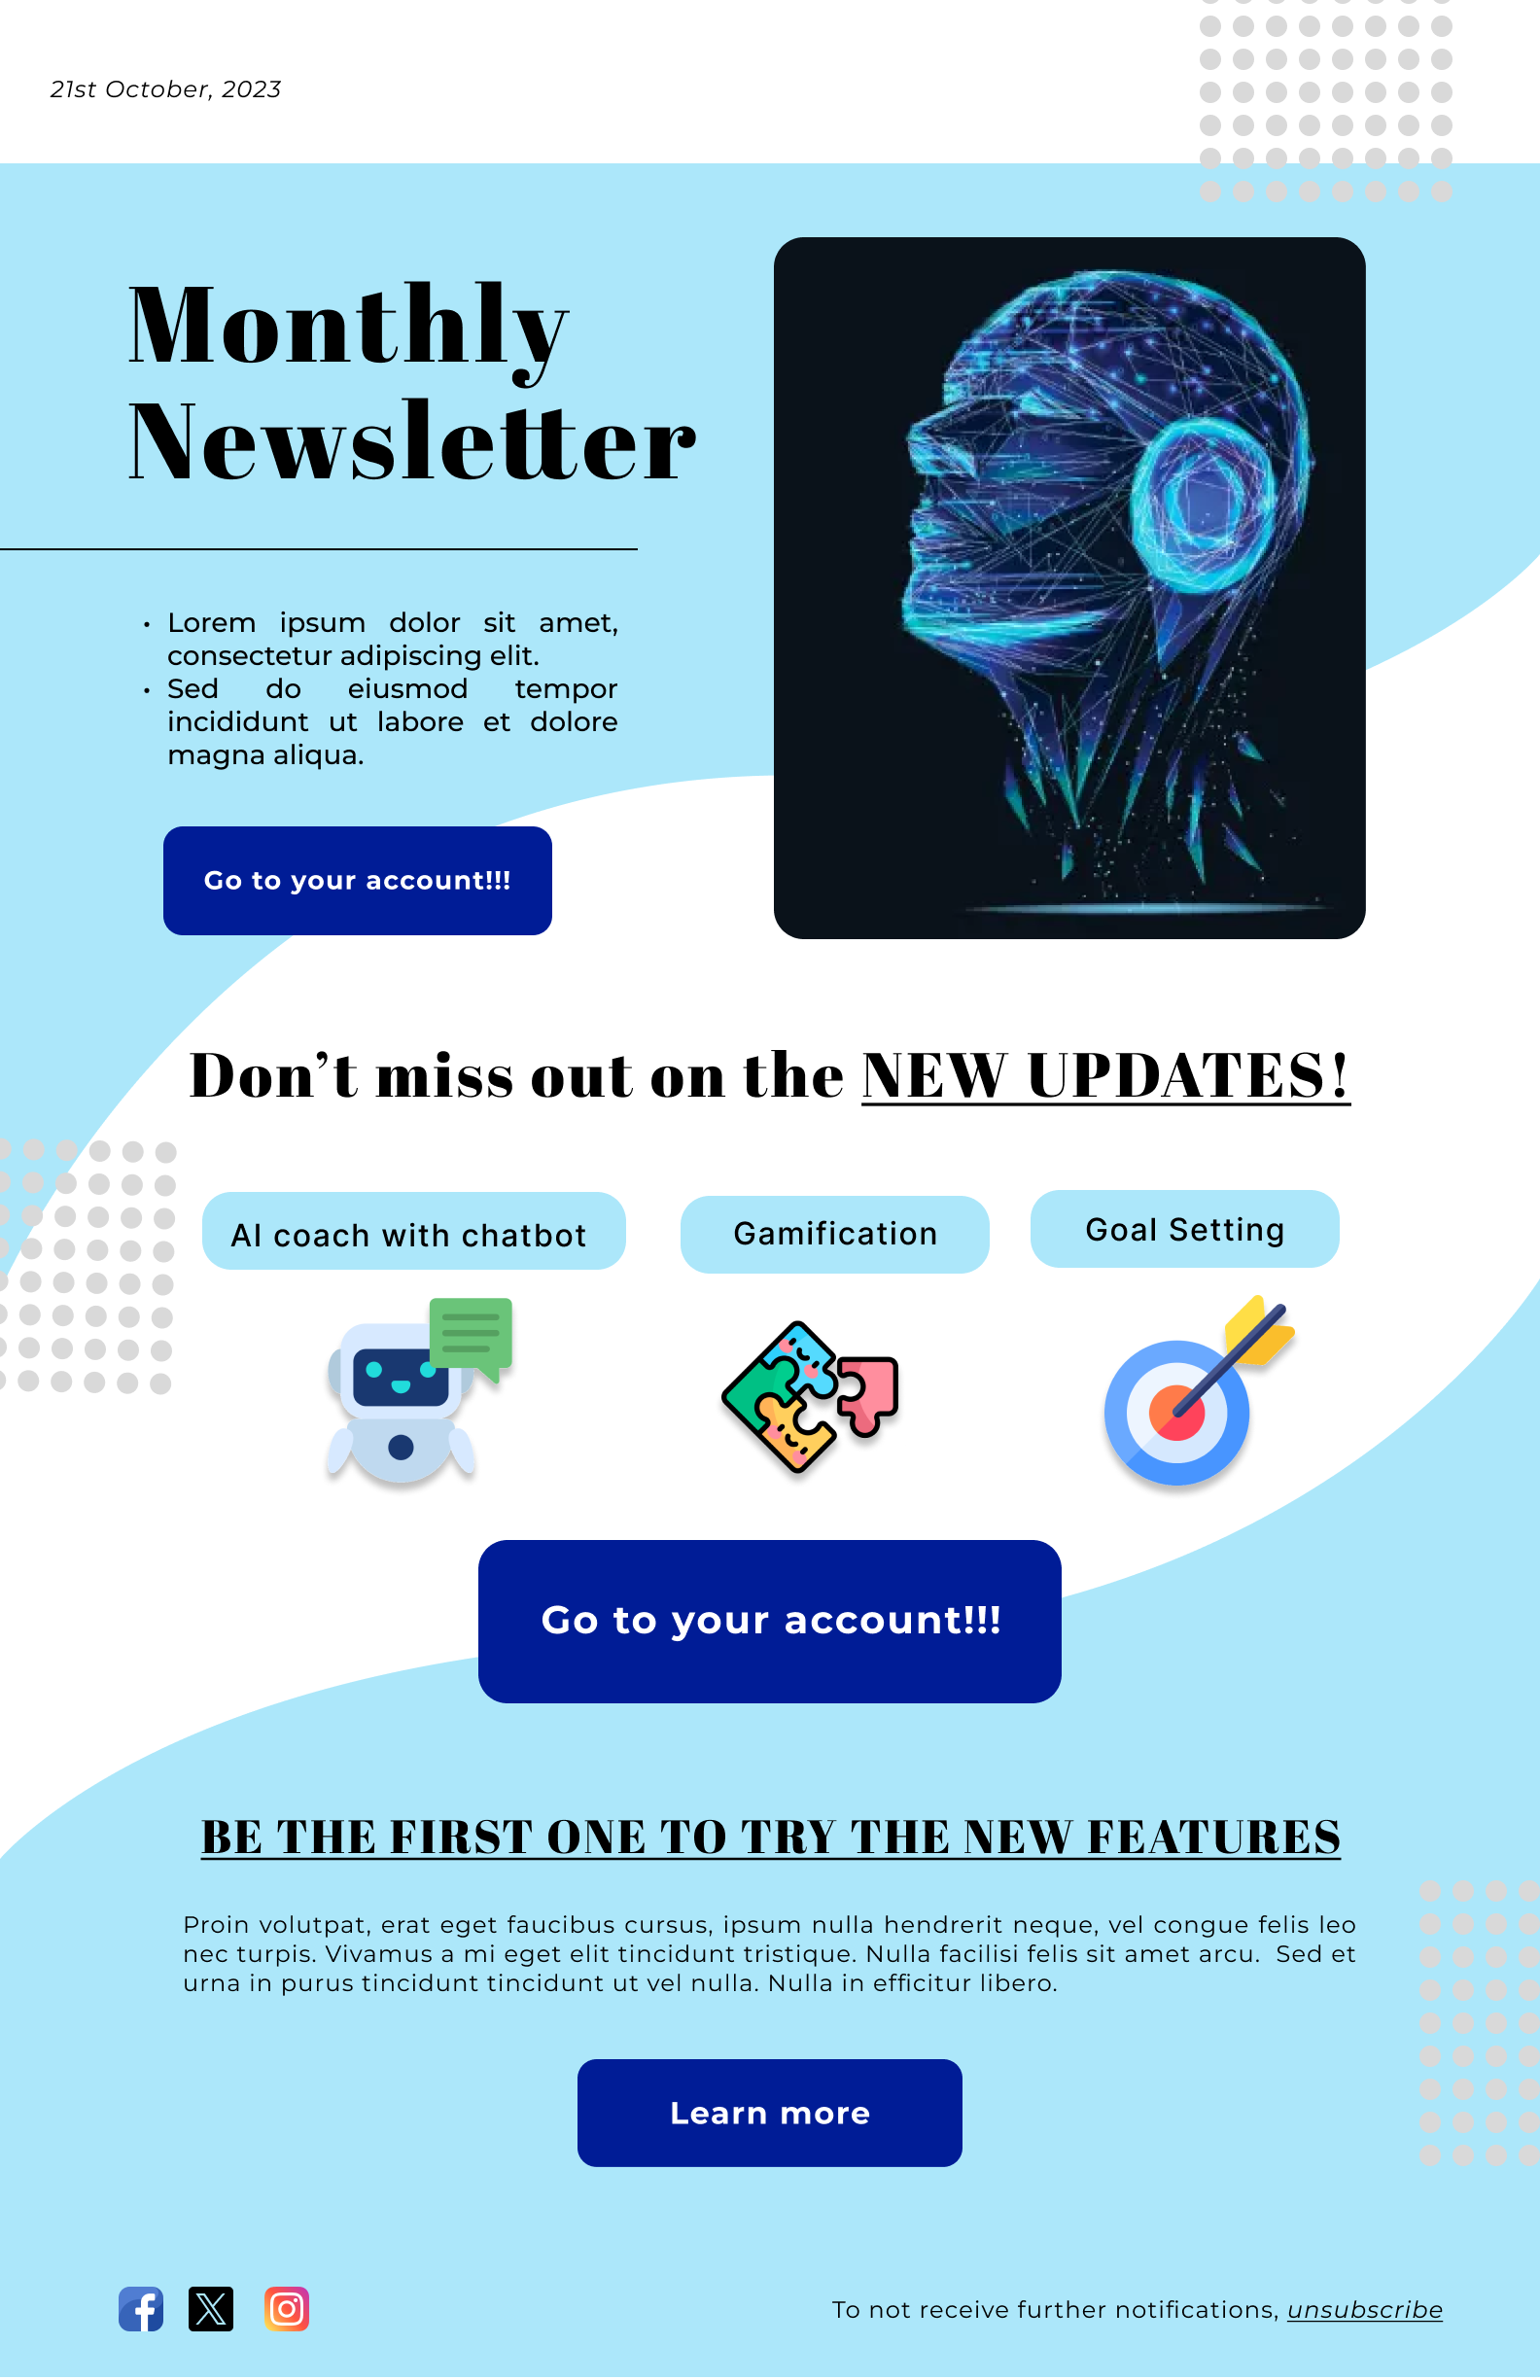 21st October, 2023
Monthly
Newsletter
• Lorem ipsum dolor sit amet,
consectetur adipiscing elit.
• Sed do eiusmod tempor
incididunt ut labore et dolore
magna aliqua.
Go to your account!!!
Don’t miss out on the NEW UPDATES!
AI coach with chatbot
Gamification
Goal Setting
Go to your account!!!
BE THE FIRST ONE TO TRY THE NEW FEATURES
Proin volutpat, erat eget faucibus cursus, ipsum nulla hendrerit neque, vel congue felis leo
nec turpis. Vivamus a mi eget elit tincidunt tristique. Nulla facilisi felis sit amet arcu. Sed et
urna in purus tincidunt tincidunt ut vel nulla. Nulla in efficitur libero.
Learn more
To not receive further notifications, unsubscribe